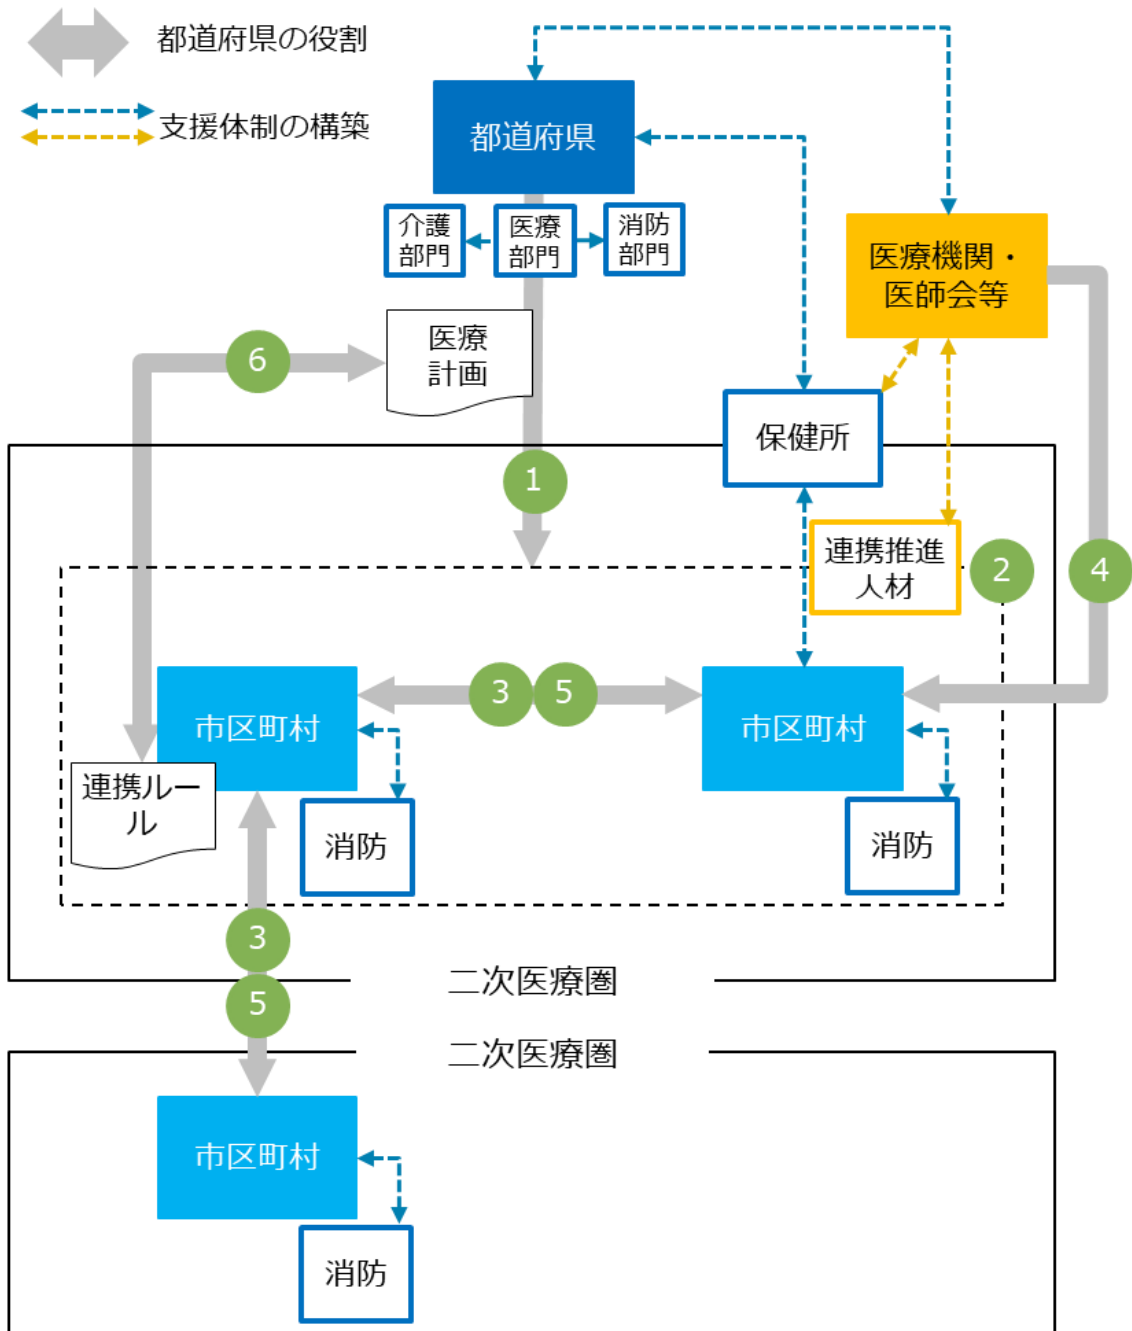 都道府県の役割
支援体制の構築
都道府県
介護
部門
医療
部門
消防
部門
医療機関・
医師会等
6
医療
計画
保健所
1
連携推進
人材
2
4
市区町村
3
5
市区町村
連携ルー
ル
消防
消防
3
5
二次医療圏
二次医療圏
市区町村
消防